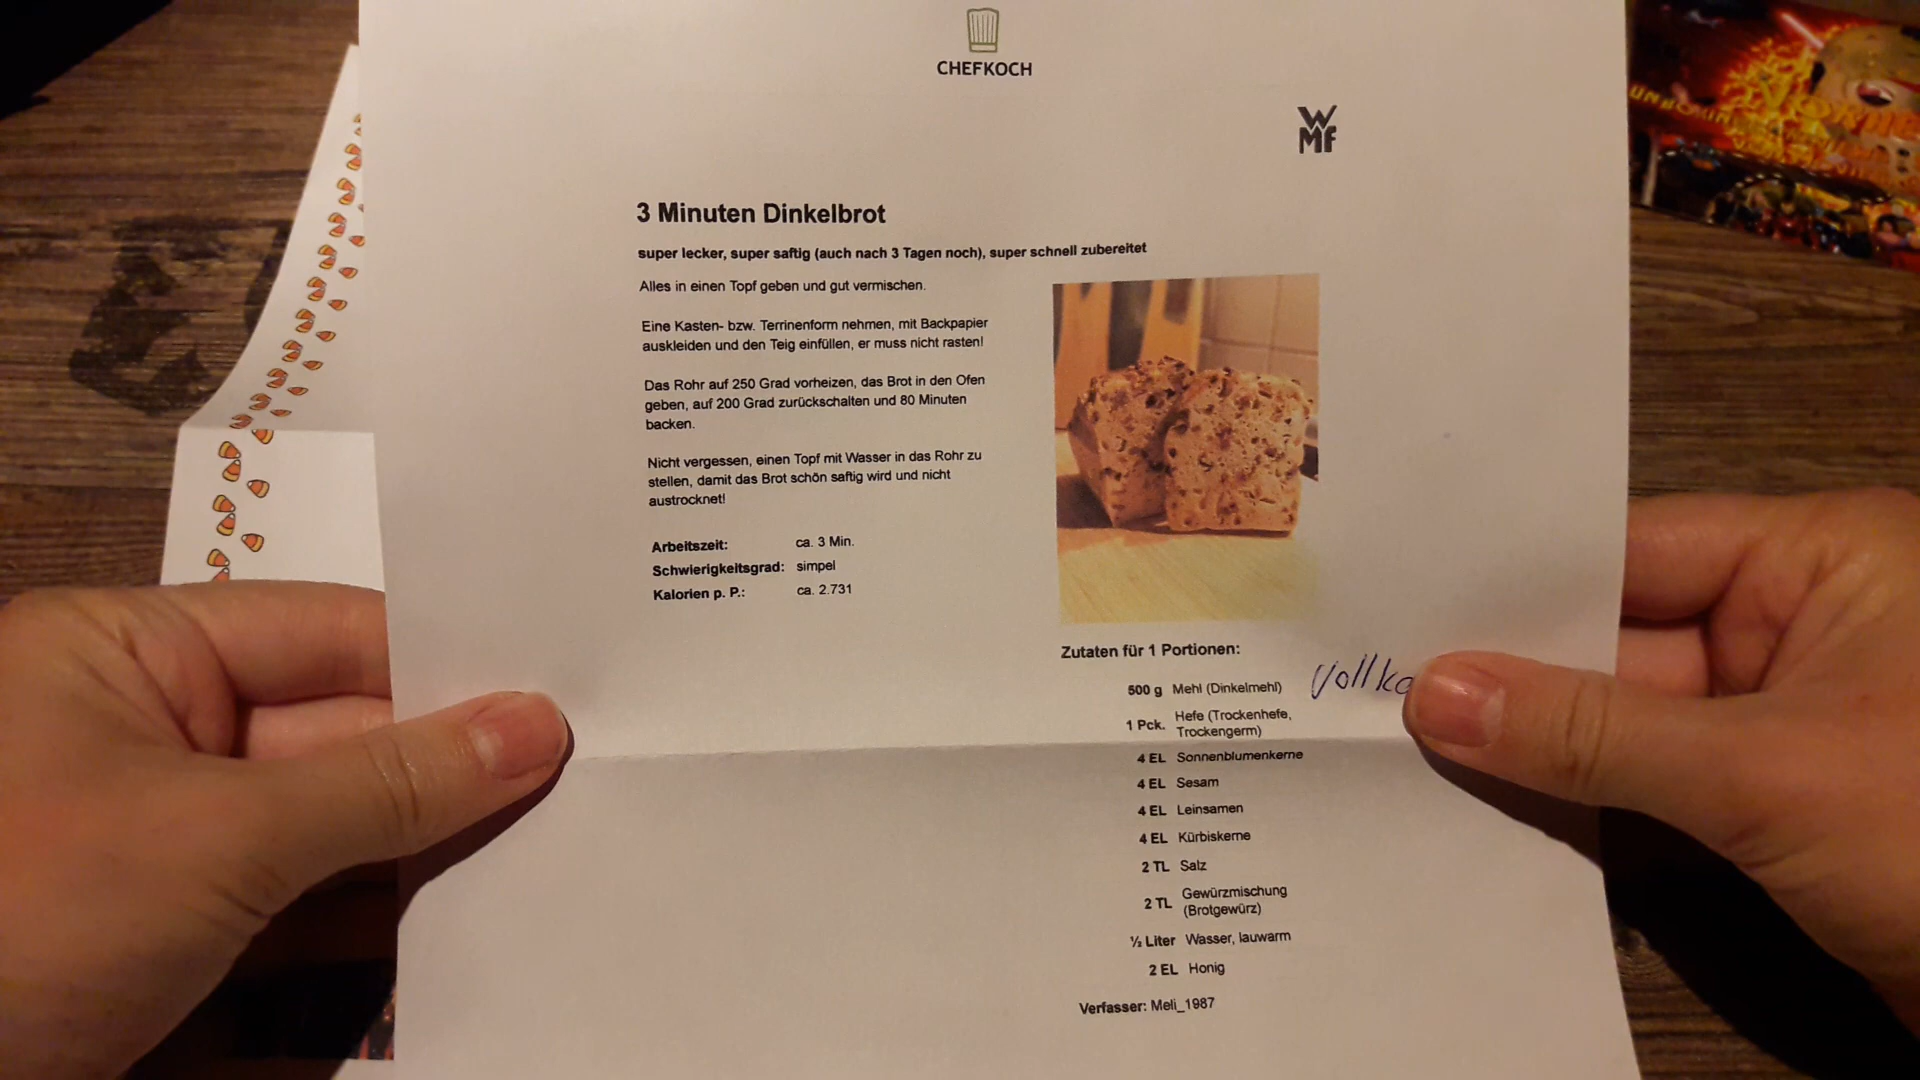 CHEFKOCH
WMF
3 Minuten Dinkelbrot
super lecker, super saftig (auch nach 3 Tagen noch), super schnell zubereitet
Alles in einen Topf geben und gut vermischen.
Eine Kasten- bzw. Terrinenform nehmen, mit Backpapier
auskleiden und den Teig einfüllen, er muss nicht rasten!
Das Rohr auf 250 Grad vorheizen, das Brot in den Ofen
geben, auf 200 Grad zurückschalten und 80 Minuten
backen.
Nicht vergessen, einen Topf mit Wasser in das Rohr zu
stellen, damit das Brot schön saftig wird und nicht
austrocknet!
Arbeitszeit: ca. 3 Min.
Schwierigkeitsgrad: simpel
Kalorien p. P.: ca. 2.731
Zutaten für 1 Portionen:
500 g Mehl (Dinkelmehl)
1 Pck. Hefe (Trockenhefe,
Trockengerm)
4 EL Sonnenblumenkerne
4 EL Sesam
4 EL Leinsamen
4 EL Kürbiskerne
2 TL Salz
2 TL Gewürzmischung
(Brotgewürz)
½ Liter Wasser, lauwarm
2 EL Honig
Verfasser: Meli_1987